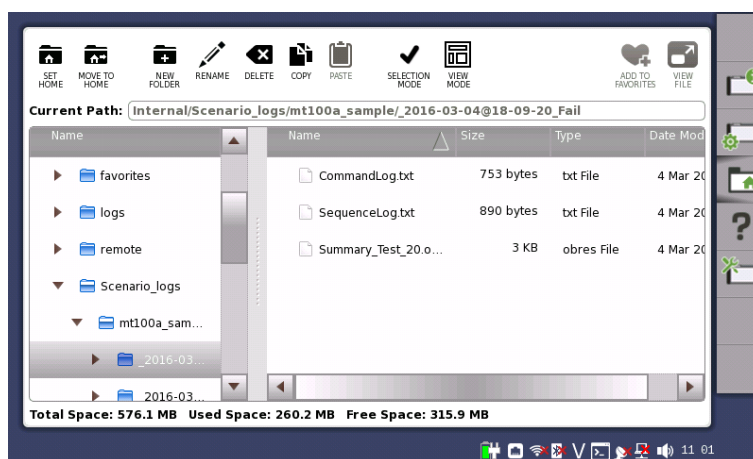 SET HOME
MOVE TO HOME
NEW FOLDER
RENAME
DELETE
COPY
PASTE
SELECTION MODE
VIEW MODE
ADD TO FAVORITES
VIEW FILE
Current Path: Internal/Scenario_logs/mt100a_sample/_2016-03-04@18-09-20_Fail
Name
Name Size Type Date Mod
favorites
logs
remote
Scenario_logs
mt100a_sam...
_2016-03...
_2016-03...
CommandLog.txt 753 bytes txt File 4 Mar 20
SequenceLog.txt 890 bytes txt File 4 Mar 20
Summary_Test_20.o... 3 KB obres File 4 Mar 20
Total Space: 576.1 MB Used Space: 260.2 MB Free Space: 315.9 MB
?
V 11 01